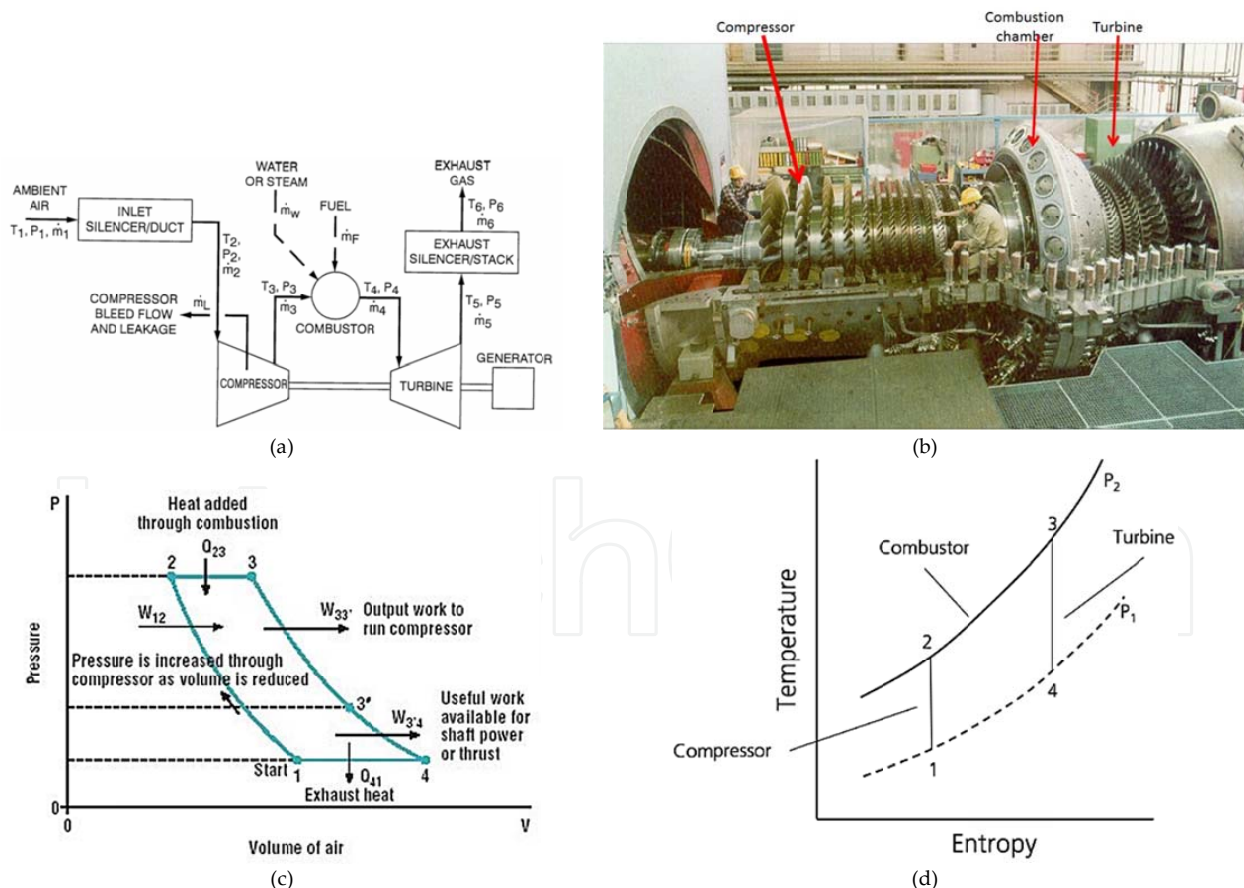 AMBIENT
AIR
T1, P1, ṁ1
INLET
SILENCER/DUCT
T2,
P2,
ṁ2
WATER
OR STEAM
ṁW
FUEL
ṁF
EXHAUST
GAS
T6, P6
ṁ6
EXHAUST
SILENCER/STACK
COMPRESSOR
BLEED FLOW
AND LEAKAGE
ṁL
T3, P3
ṁ3
COMBUSTOR
T4, P4
ṁ4
T5, P5
ṁ5
COMPRESSOR
TURBINE
GENERATOR
(a)
Compressor
Combustion
chamber
Turbine
(b)
P
Heat added
through combustion
Q23
2
3
W12
W33'
Output work to
run compressor
Pressure is increased through
compressor as volume is reduced
Pressure
3'
W3'4
Useful work
available for
shaft power
or thrust
Start
1
Q41
4
Exhaust heat
0
0
V
Volume of air
(c)
P2
3
Combustor
Turbine
P1
2
4
Compressor
1
Temperature
Entropy
(d)